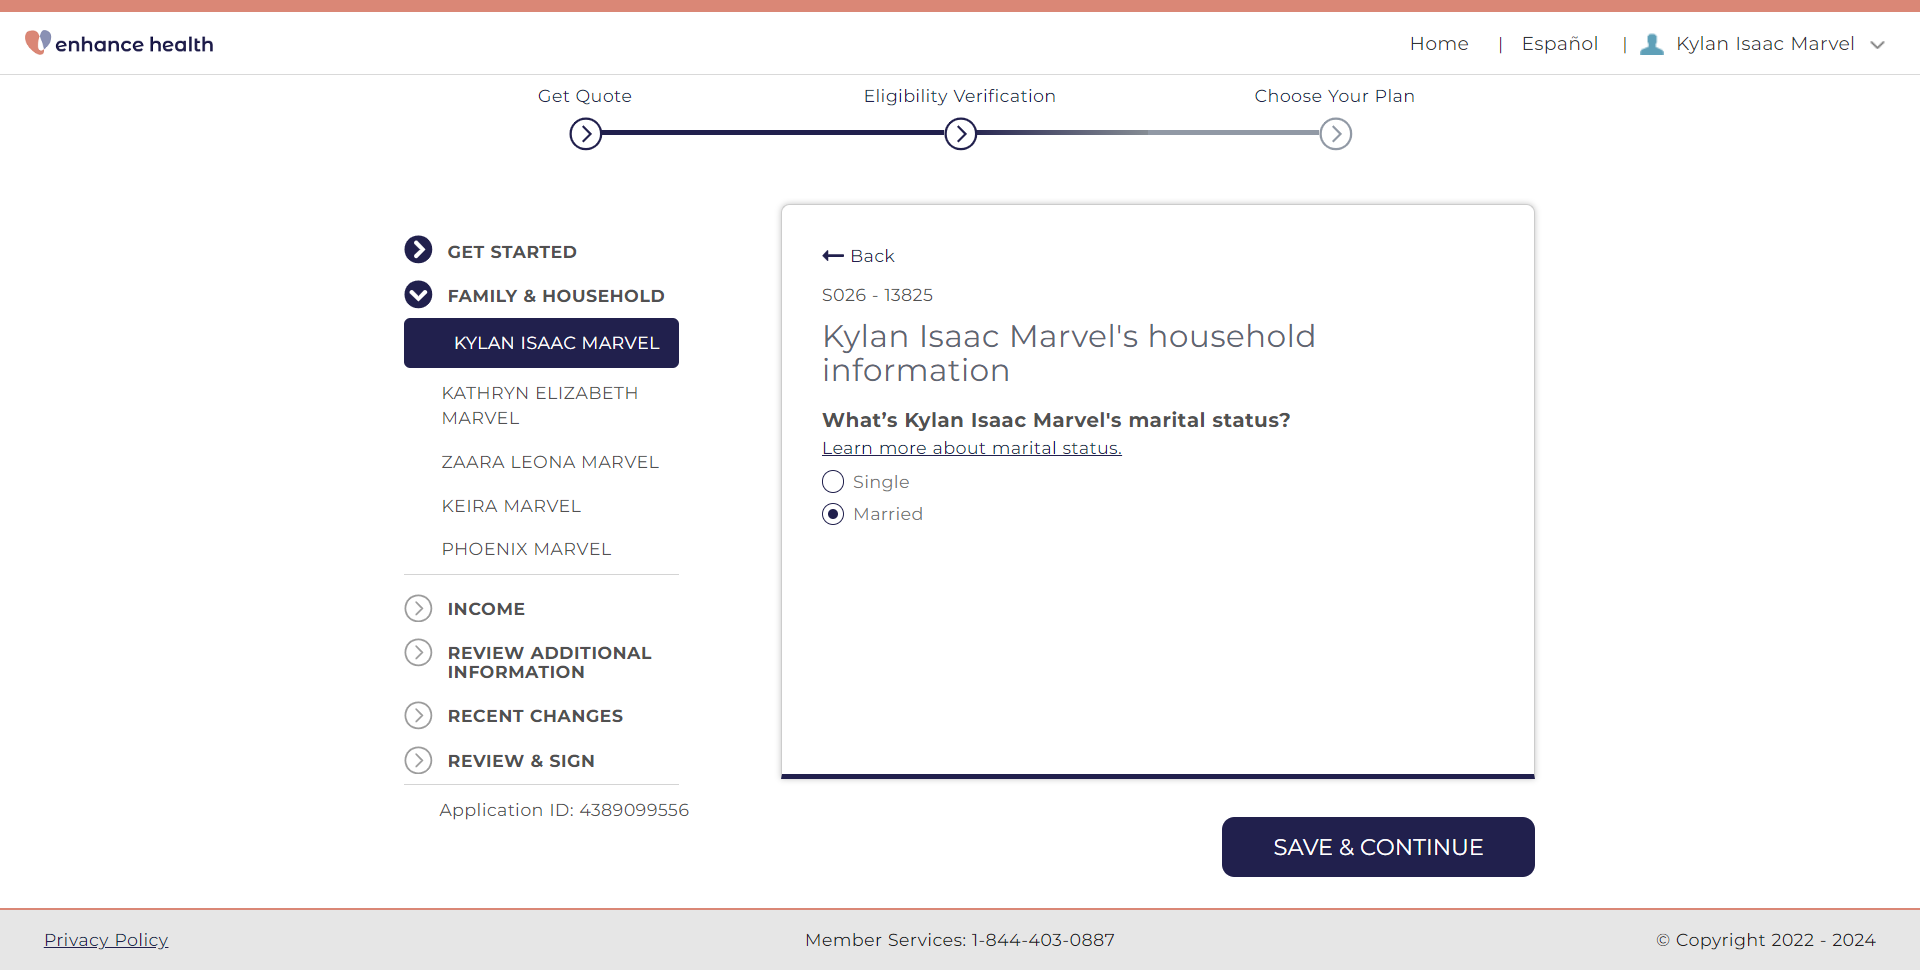 enhance health
Home | Español | Kylan Isaac Marvel
Get Quote
Eligibility Verification
Choose Your Plan
GET STARTED
FAMILY & HOUSEHOLD
KYLAN ISAAC MARVEL
KATHRYN ELIZABETH
MARVEL
ZAARA LEONA MARVEL
KEIRA MARVEL
PHOENIX MARVEL
INCOME
REVIEW ADDITIONAL
INFORMATION
RECENT CHANGES
REVIEW & SIGN
Application ID: 4389099556
Back
S026 - 13825
Kylan Isaac Marvel's household
information
What’s Kylan Isaac Marvel's marital status?
Learn more about marital status.
Single
Married
SAVE & CONTINUE
Privacy Policy
Member Services: 1-844-403-0887
© Copyright 2022 - 2024